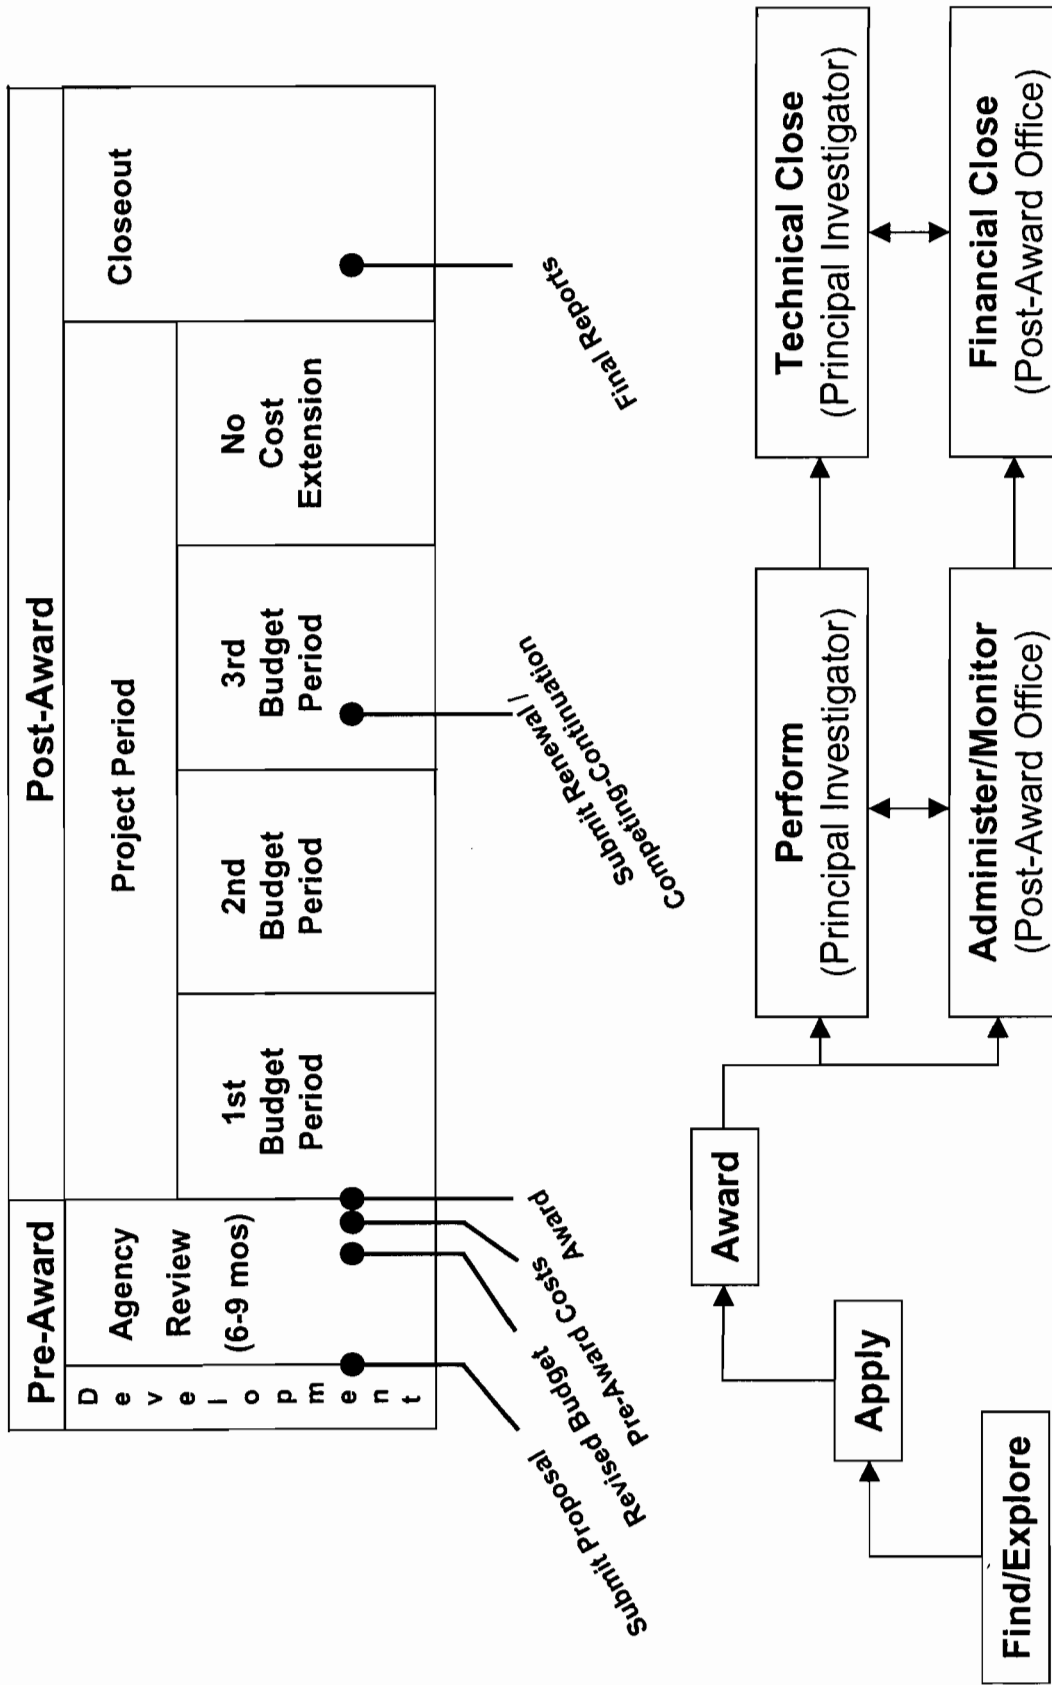 Pre-Award
Post-Award
Development
Agency
Review
(6-9 mos)
Project Period
Closeout
1st
Budget
Period
2nd
Budget
Period
3rd
Budget
Period
No
Cost
Extension
Submit Proposal
Revised Budget
Pre-Award Costs
Award
Submit Renewal /
Competing-Continuation
Final Reports
Find/Explore
Apply
Award
Perform
(Principal Investigator)
Technical Close
(Principal Investigator)
Administer/Monitor
(Post-Award Office)
Financial Close
(Post-Award Office)